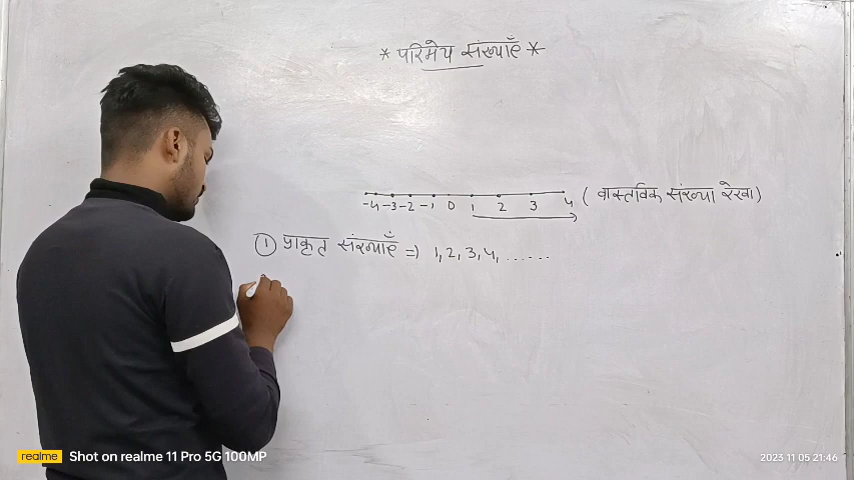 * परिमेय संख्याएँ *
-4 -3 -2 -1 0 1 2 3 4 ( वास्तविक संख्या रेखा)
① प्राकृत संख्याएँ => 1, 2, 3, 4, ......
realme Shot on realme 11 Pro 5G 100MP
2023 11 05 21:46